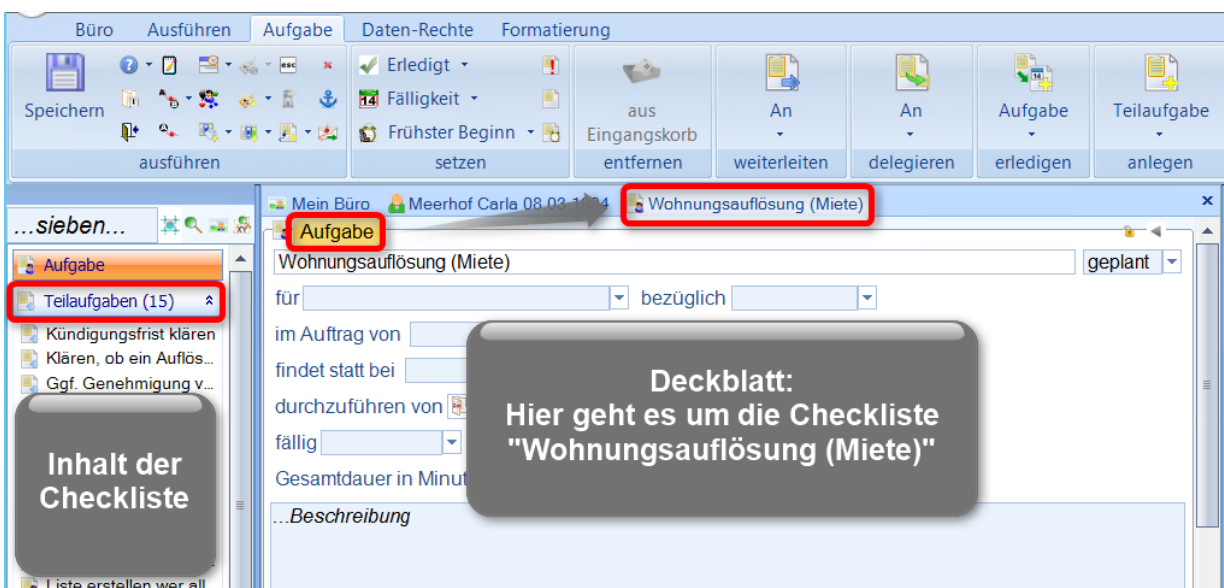 Büro Ausführen Aufgabe Daten-Rechte Formatierung
Speichern
esc
Erledigt
14 Fälligkeit
Frühster Beginn
aus
Eingangskorb
An
An
Aufgabe
Teilaufgabe
ausführen setzen entfernen weiterleiten delegieren erledigen anlegen
Mein Büro Meerhof Carla 08.03. Wohnungsauflösung (Miete)
...sieben...
Aufgabe
Aufgabe
Wohnungsauflösung (Miete) geplant
Teilaufgaben (15)
für bezüglich
Kündigungsfrist klären
im Auftrag von
Klären, ob ein Auflös...
findet statt bei
Ggf. Genehmigung v...
durchzuführen von
fällig
Gesamtdauer in Minut
...Beschreibung
Deckblatt:
Hier geht es um die Checkliste
"Wohnungsauflösung (Miete)"
Inhalt der
Checkliste
Liste erstellen wer all